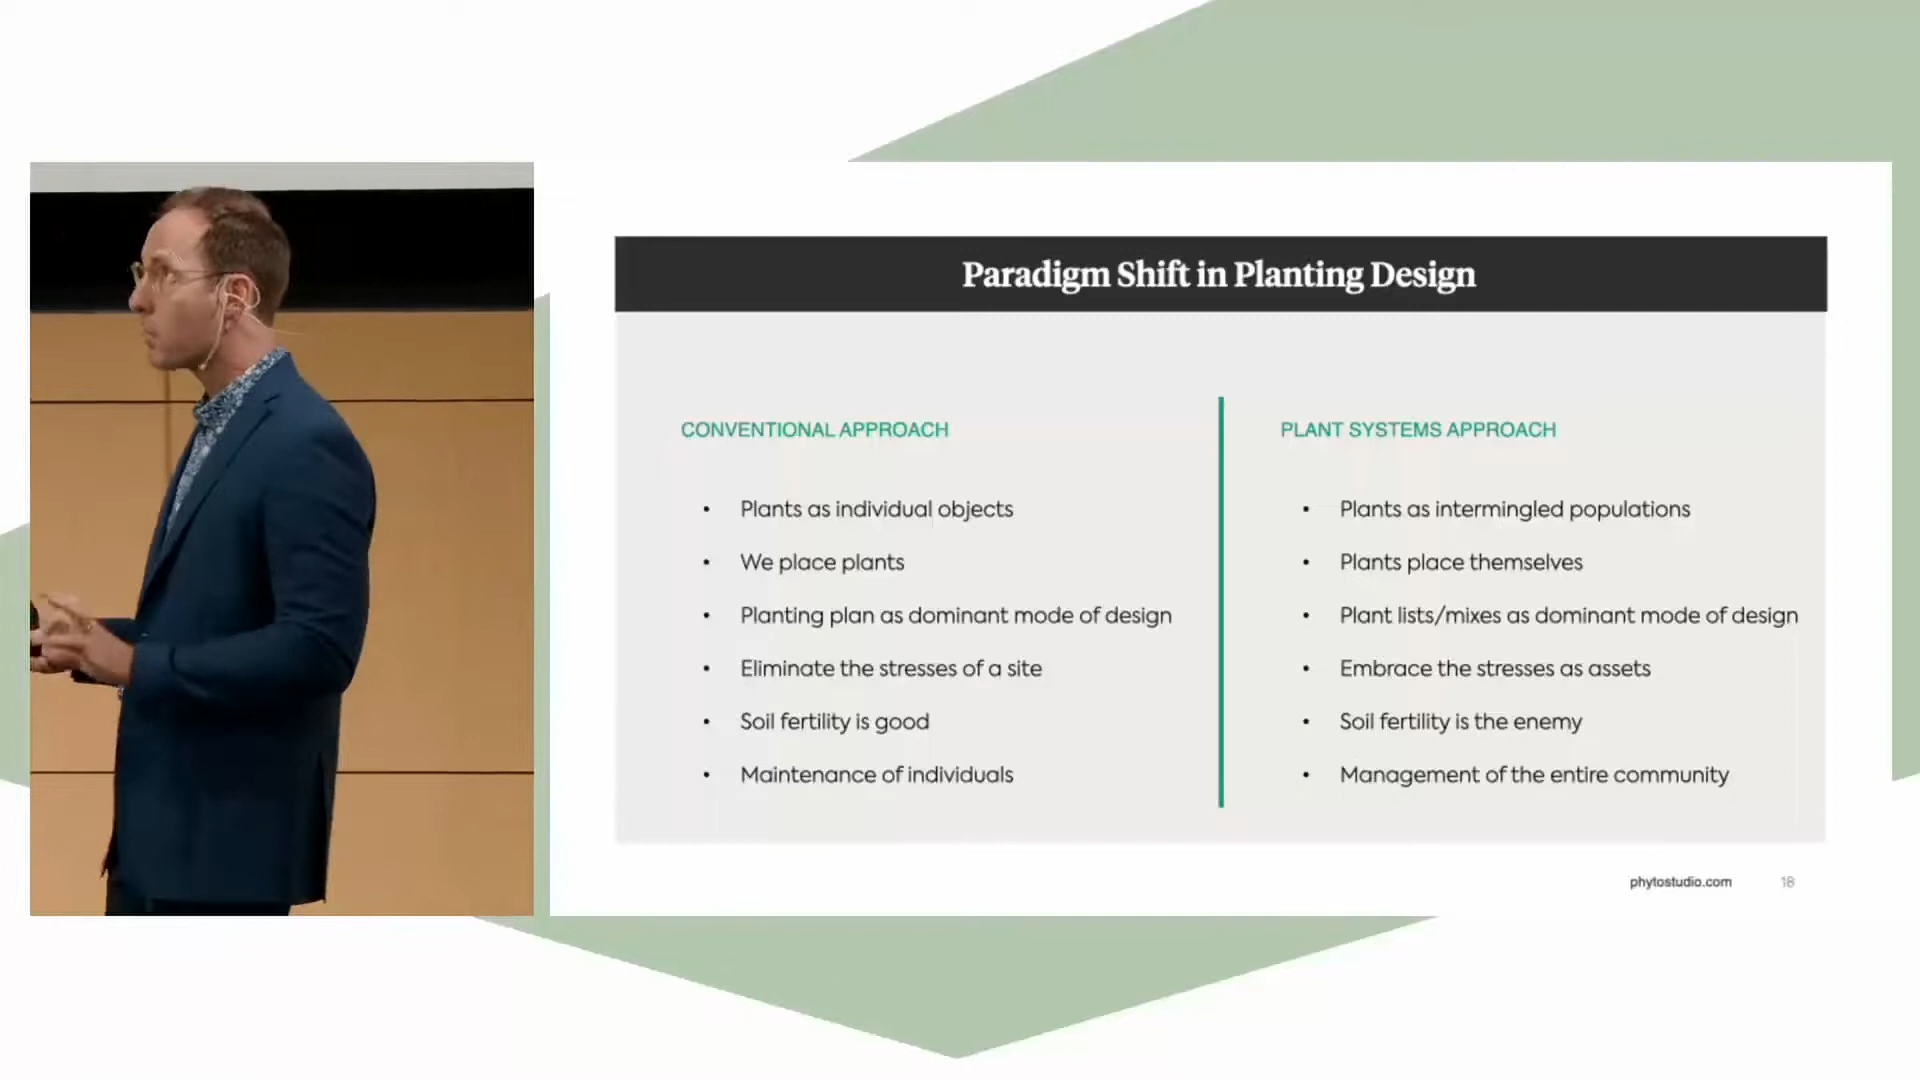 Paradigm Shift in Planting Design
CONVENTIONAL APPROACH
• Plants as individual objects
• We place plants
• Planting plan as dominant mode of design
• Eliminate the stresses of a site
• Soil fertility is good
• Maintenance of individuals
PLANT SYSTEMS APPROACH
• Plants as intermingled populations
• Plants place themselves
• Plant lists/mixes as dominant mode of design
• Embrace the stresses as assets
• Soil fertility is the enemy
• Management of the entire community
phytostudio.com 18